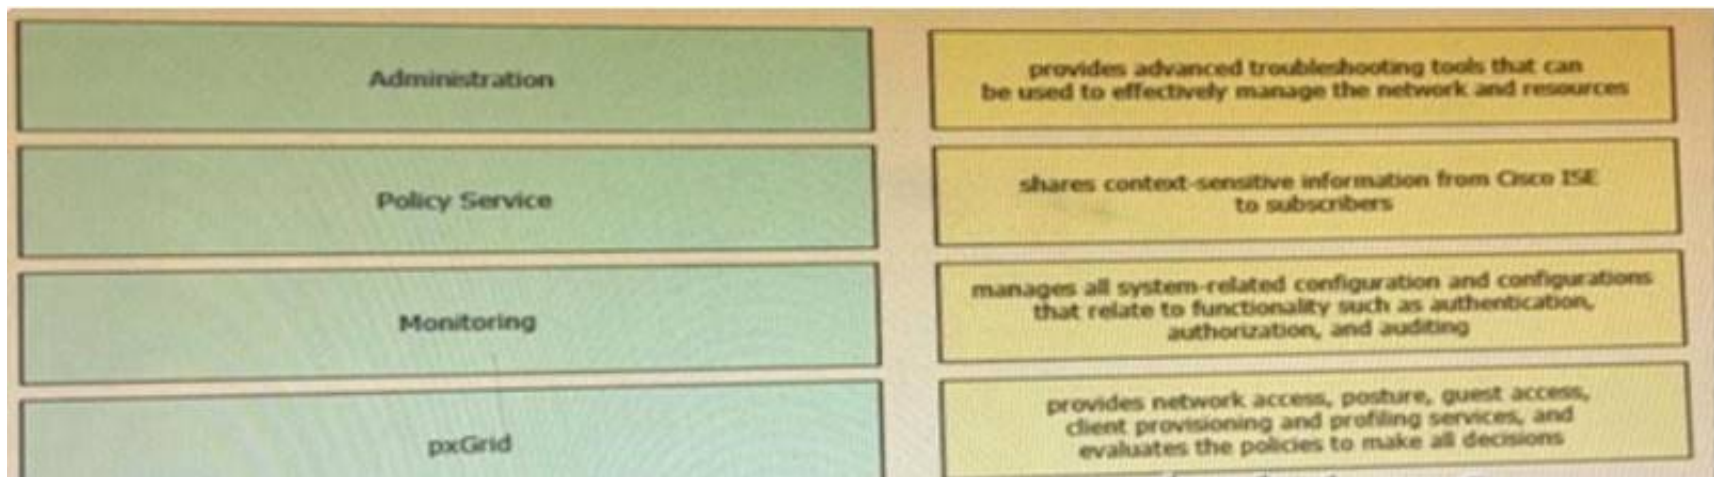 Administration
provides advanced troubleshooting tools that can
be used to effectively manage the network and resources
Policy Service
shares context-sensitive information from Cisco ISE
to subscribers
Monitoring
manages all system-related configuration and configurations
that relate to functionality such as authentication,
authorization, and auditing
pxGrid
provides network access, posture, guest access,
client provisioning and profiling services, and
evaluates the policies to make all decisions